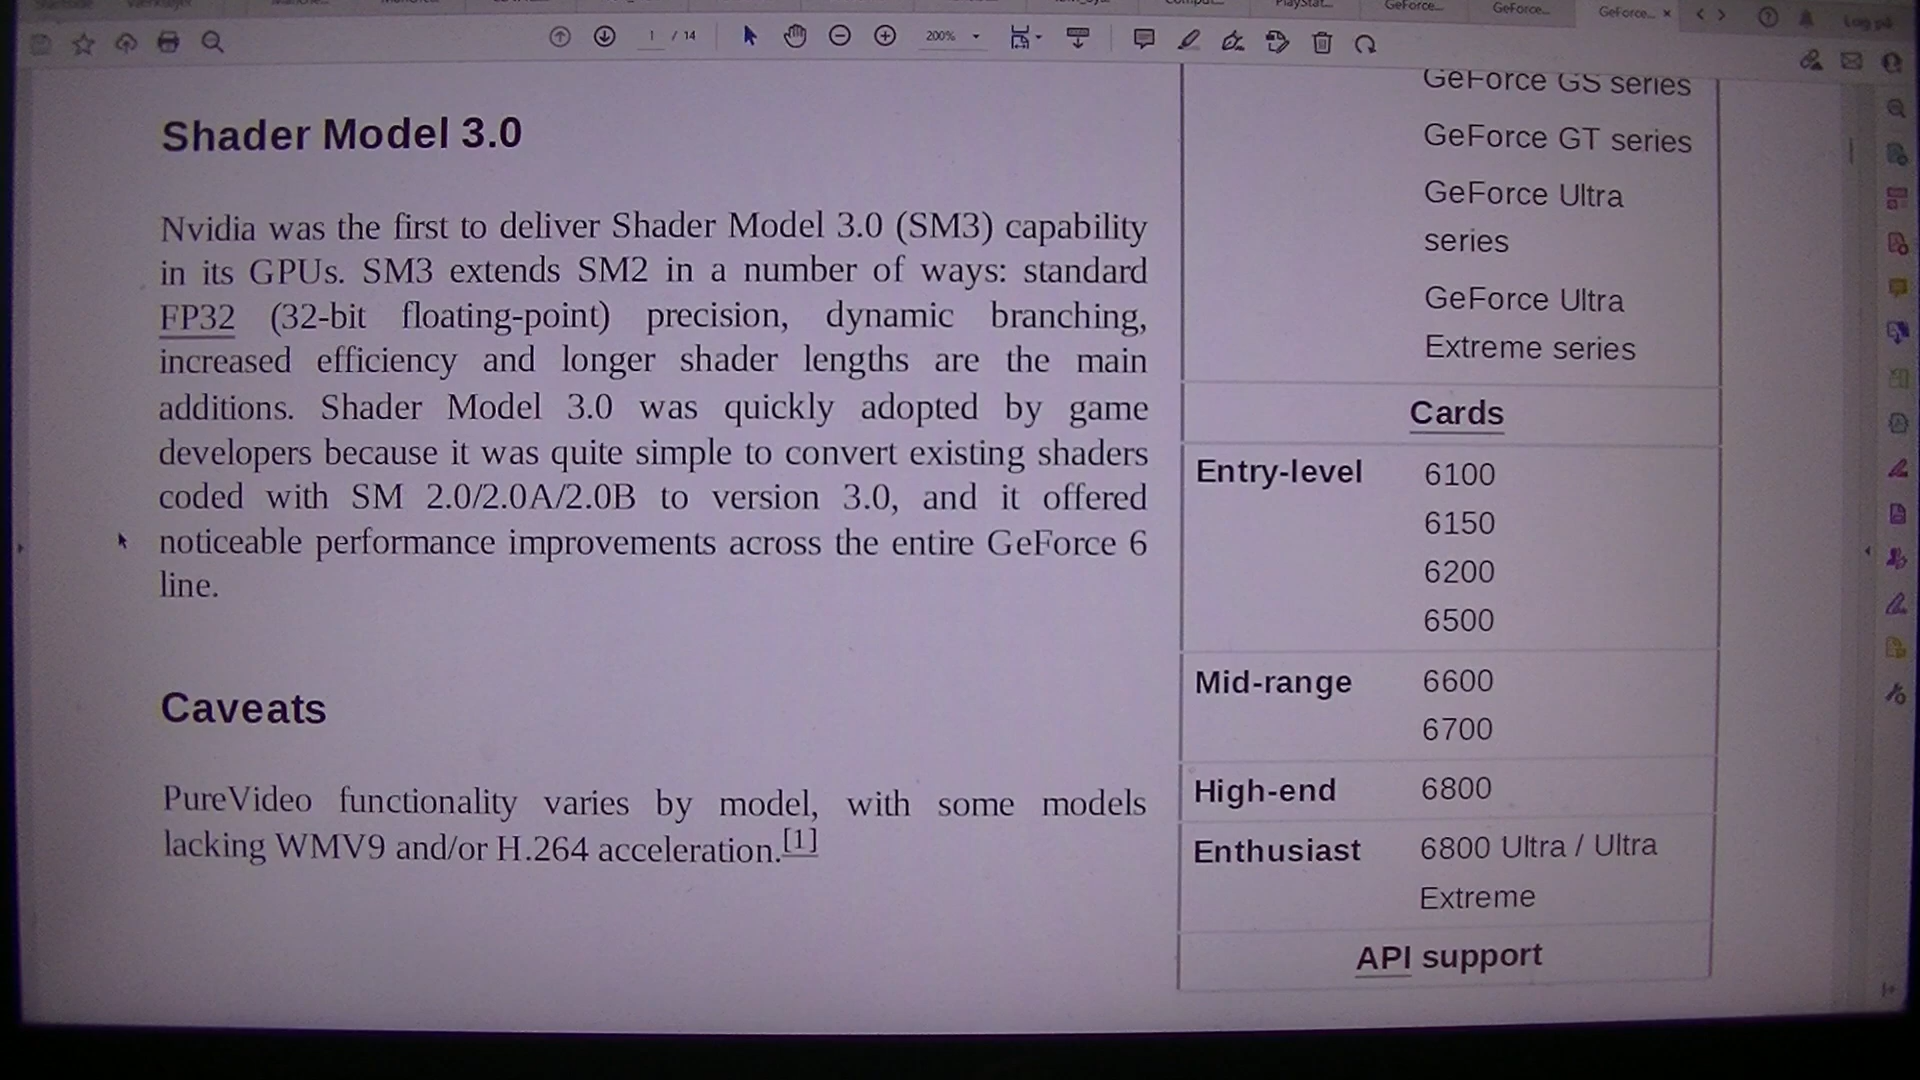 GeForce...
GeForce...
GeForce...
Log på
1 / 14
200%
Shader Model 3.0
Nvidia was the first to deliver Shader Model 3.0 (SM3) capability
in its GPUs. SM3 extends SM2 in a number of ways: standard
FP32 (32-bit floating-point) precision, dynamic branching,
increased efficiency and longer shader lengths are the main
additions. Shader Model 3.0 was quickly adopted by game
developers because it was quite simple to convert existing shaders
coded with SM 2.0/2.0A/2.0B to version 3.0, and it offered
noticeable performance improvements across the entire GeForce 6
line.
Caveats
PureVideo functionality varies by model, with some models
lacking WMV9 and/or H.264 acceleration.[1]
GeForce GS series
GeForce GT series
GeForce Ultra
series
GeForce Ultra
Extreme series
Cards
Entry-level 6100
6150
6200
6500
Mid-range 6600
6700
High-end 6800
Enthusiast 6800 Ultra / Ultra
Extreme
API support